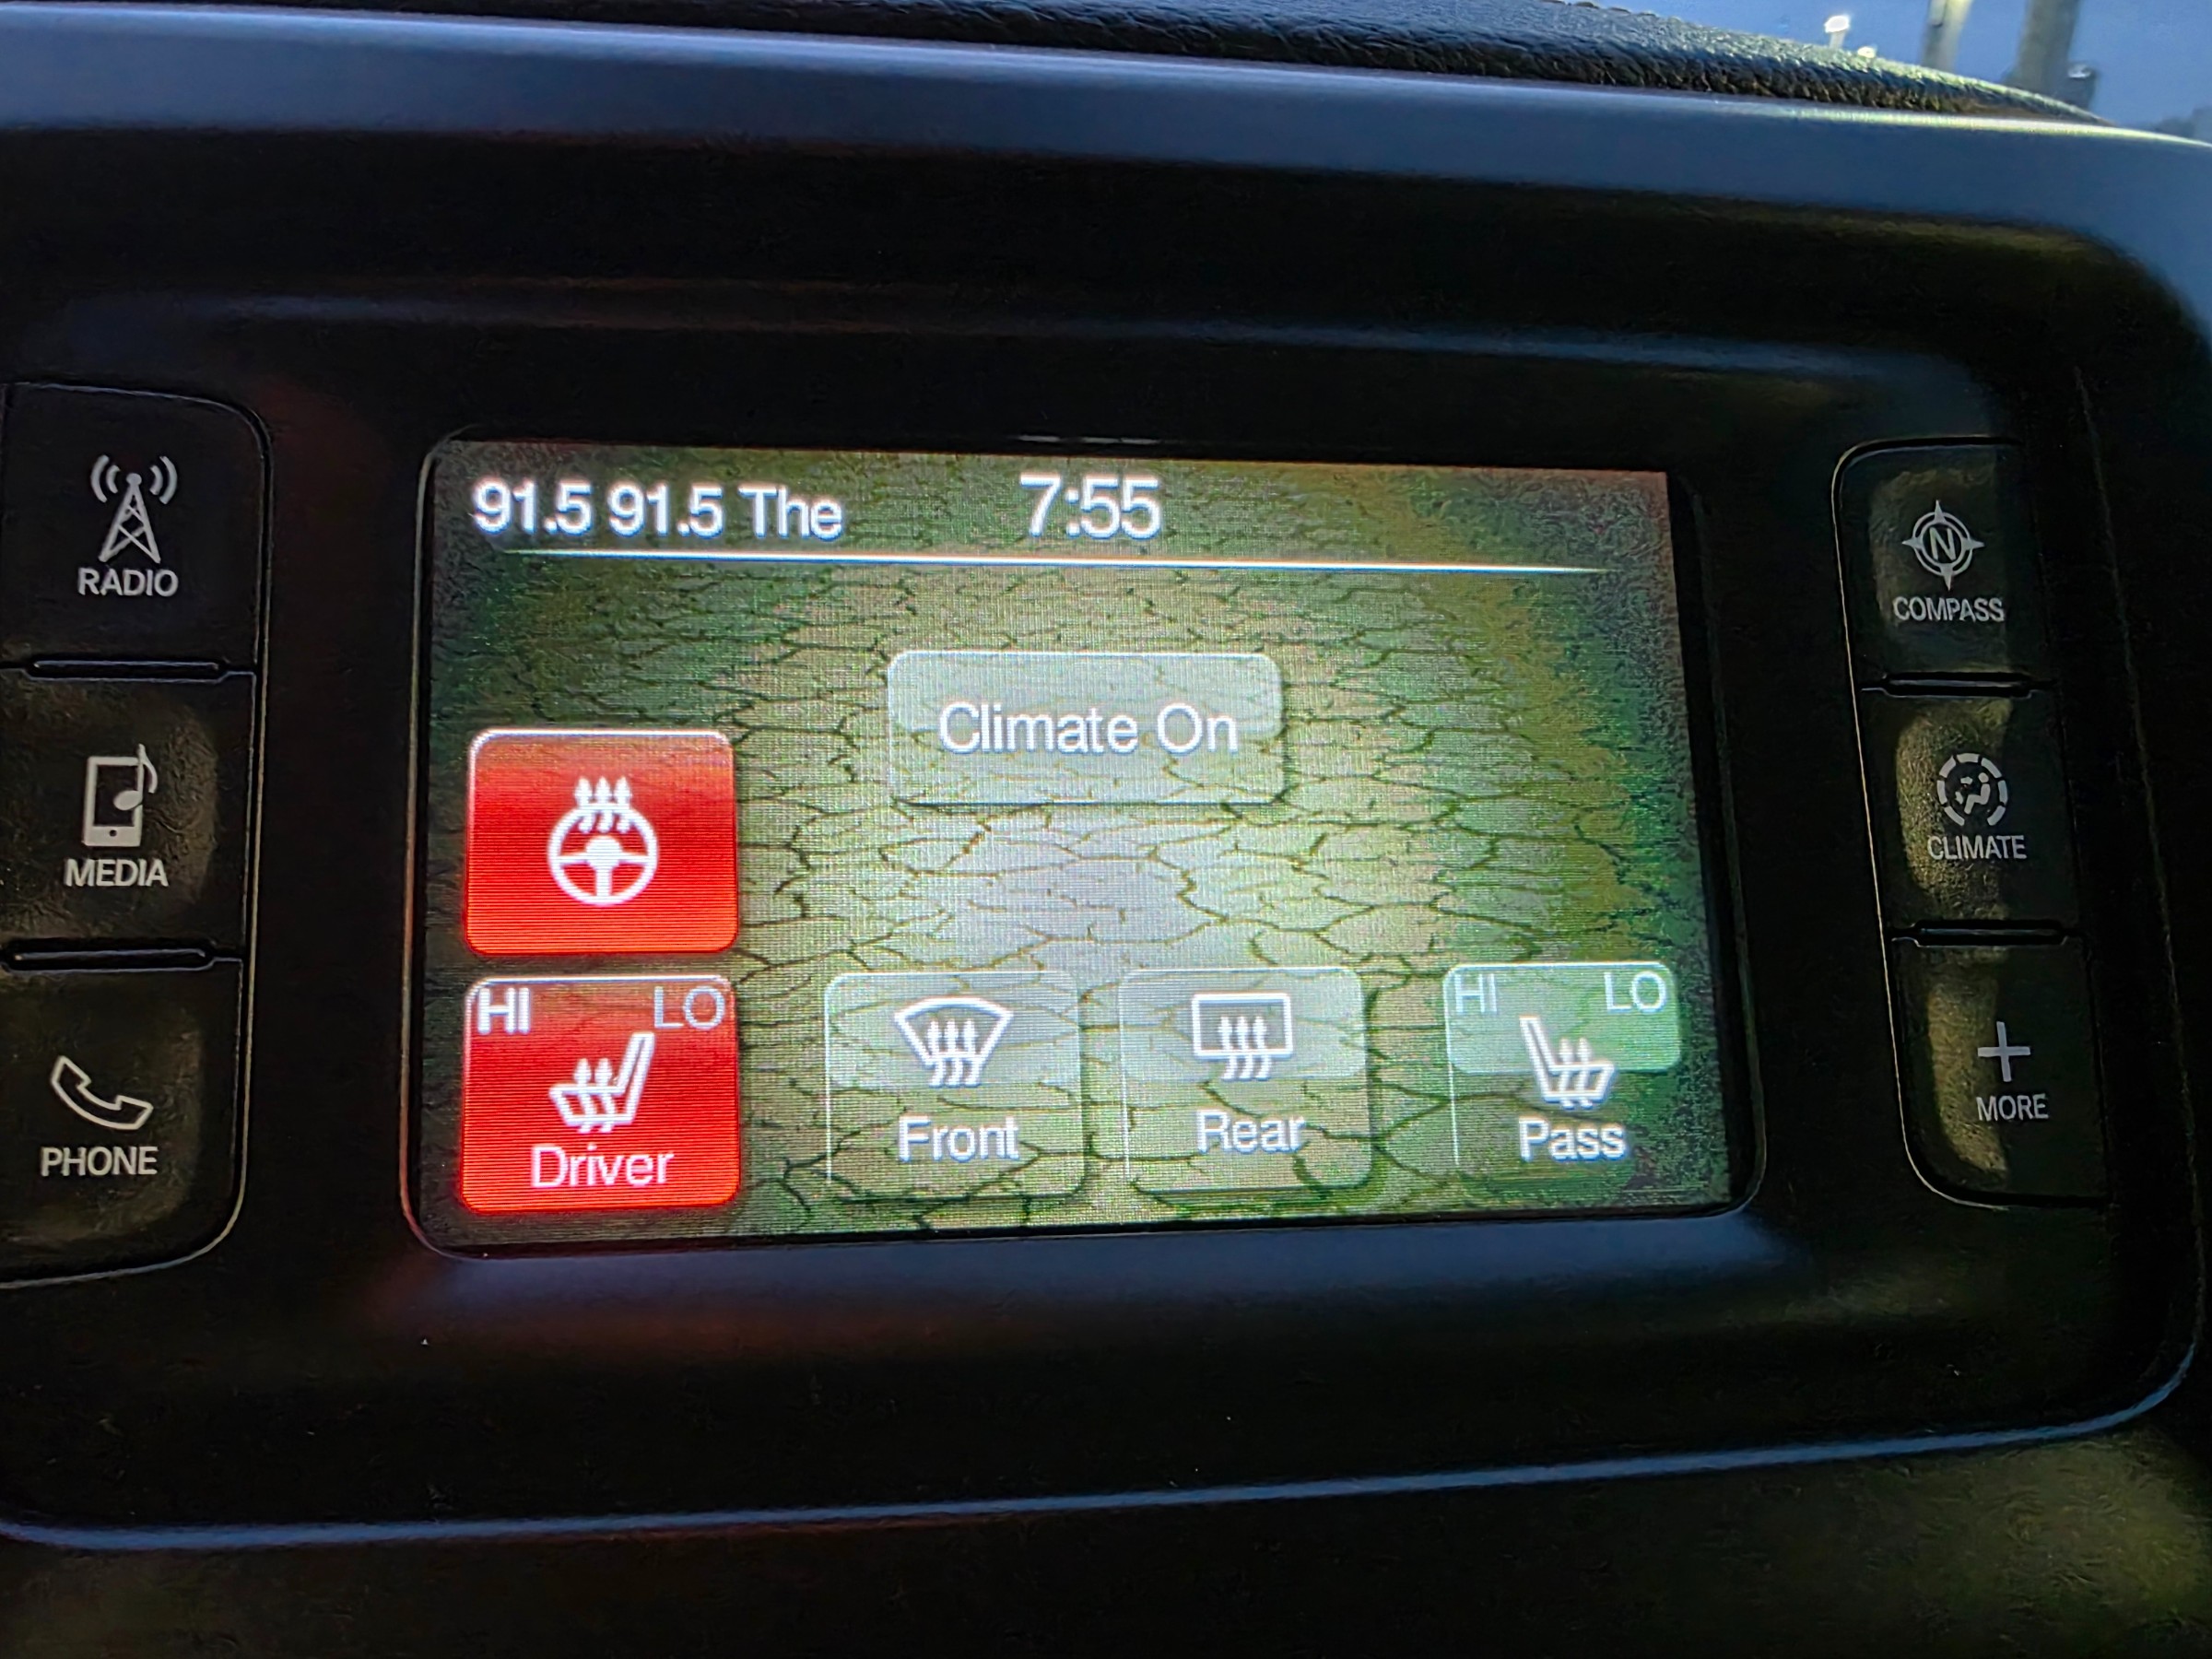 RADIO
MEDIA
PHONE
91.5 91.5 The
7:55
Climate On
HI LO
Driver
Front
Rear
HI LO
Pass
N
COMPASS
CLIMATE
MORE